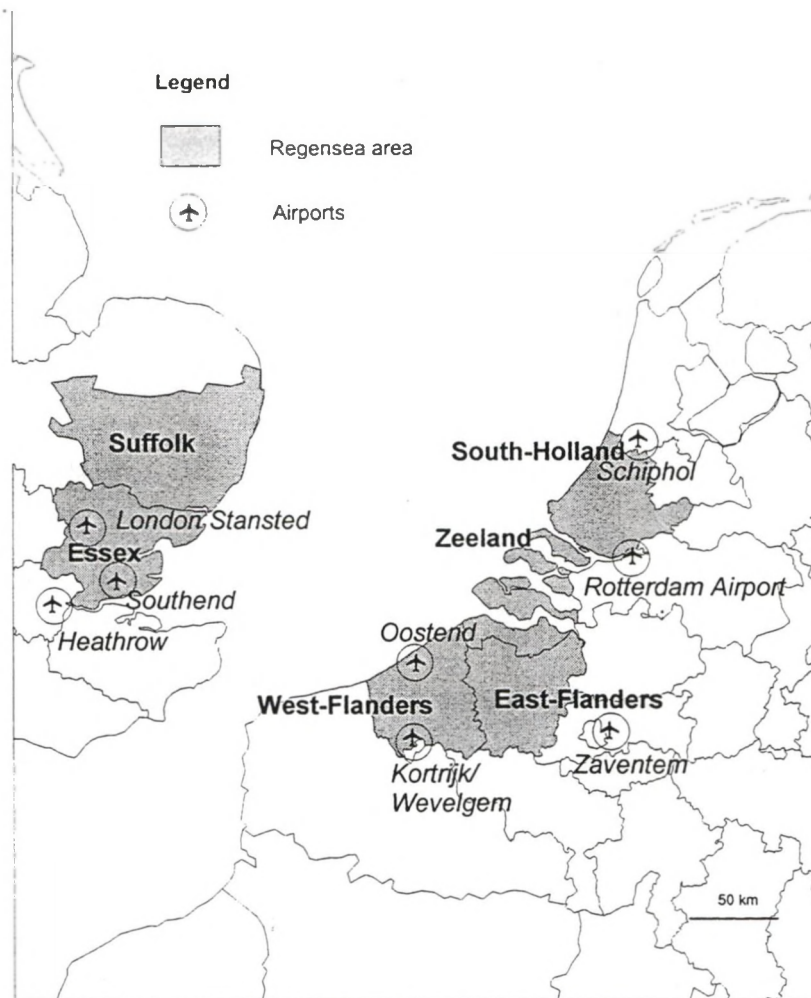 Legend
Regensea area
Airports
Suffolk
South-Holland
Schiphol
London Stansted
Zeeland
Essex
Rotterdam Airport
Southend
Heathrow
Oostend
West-Flanders
East-Flanders
Zaventem
Kortrijk/
Wevelgem
50 km